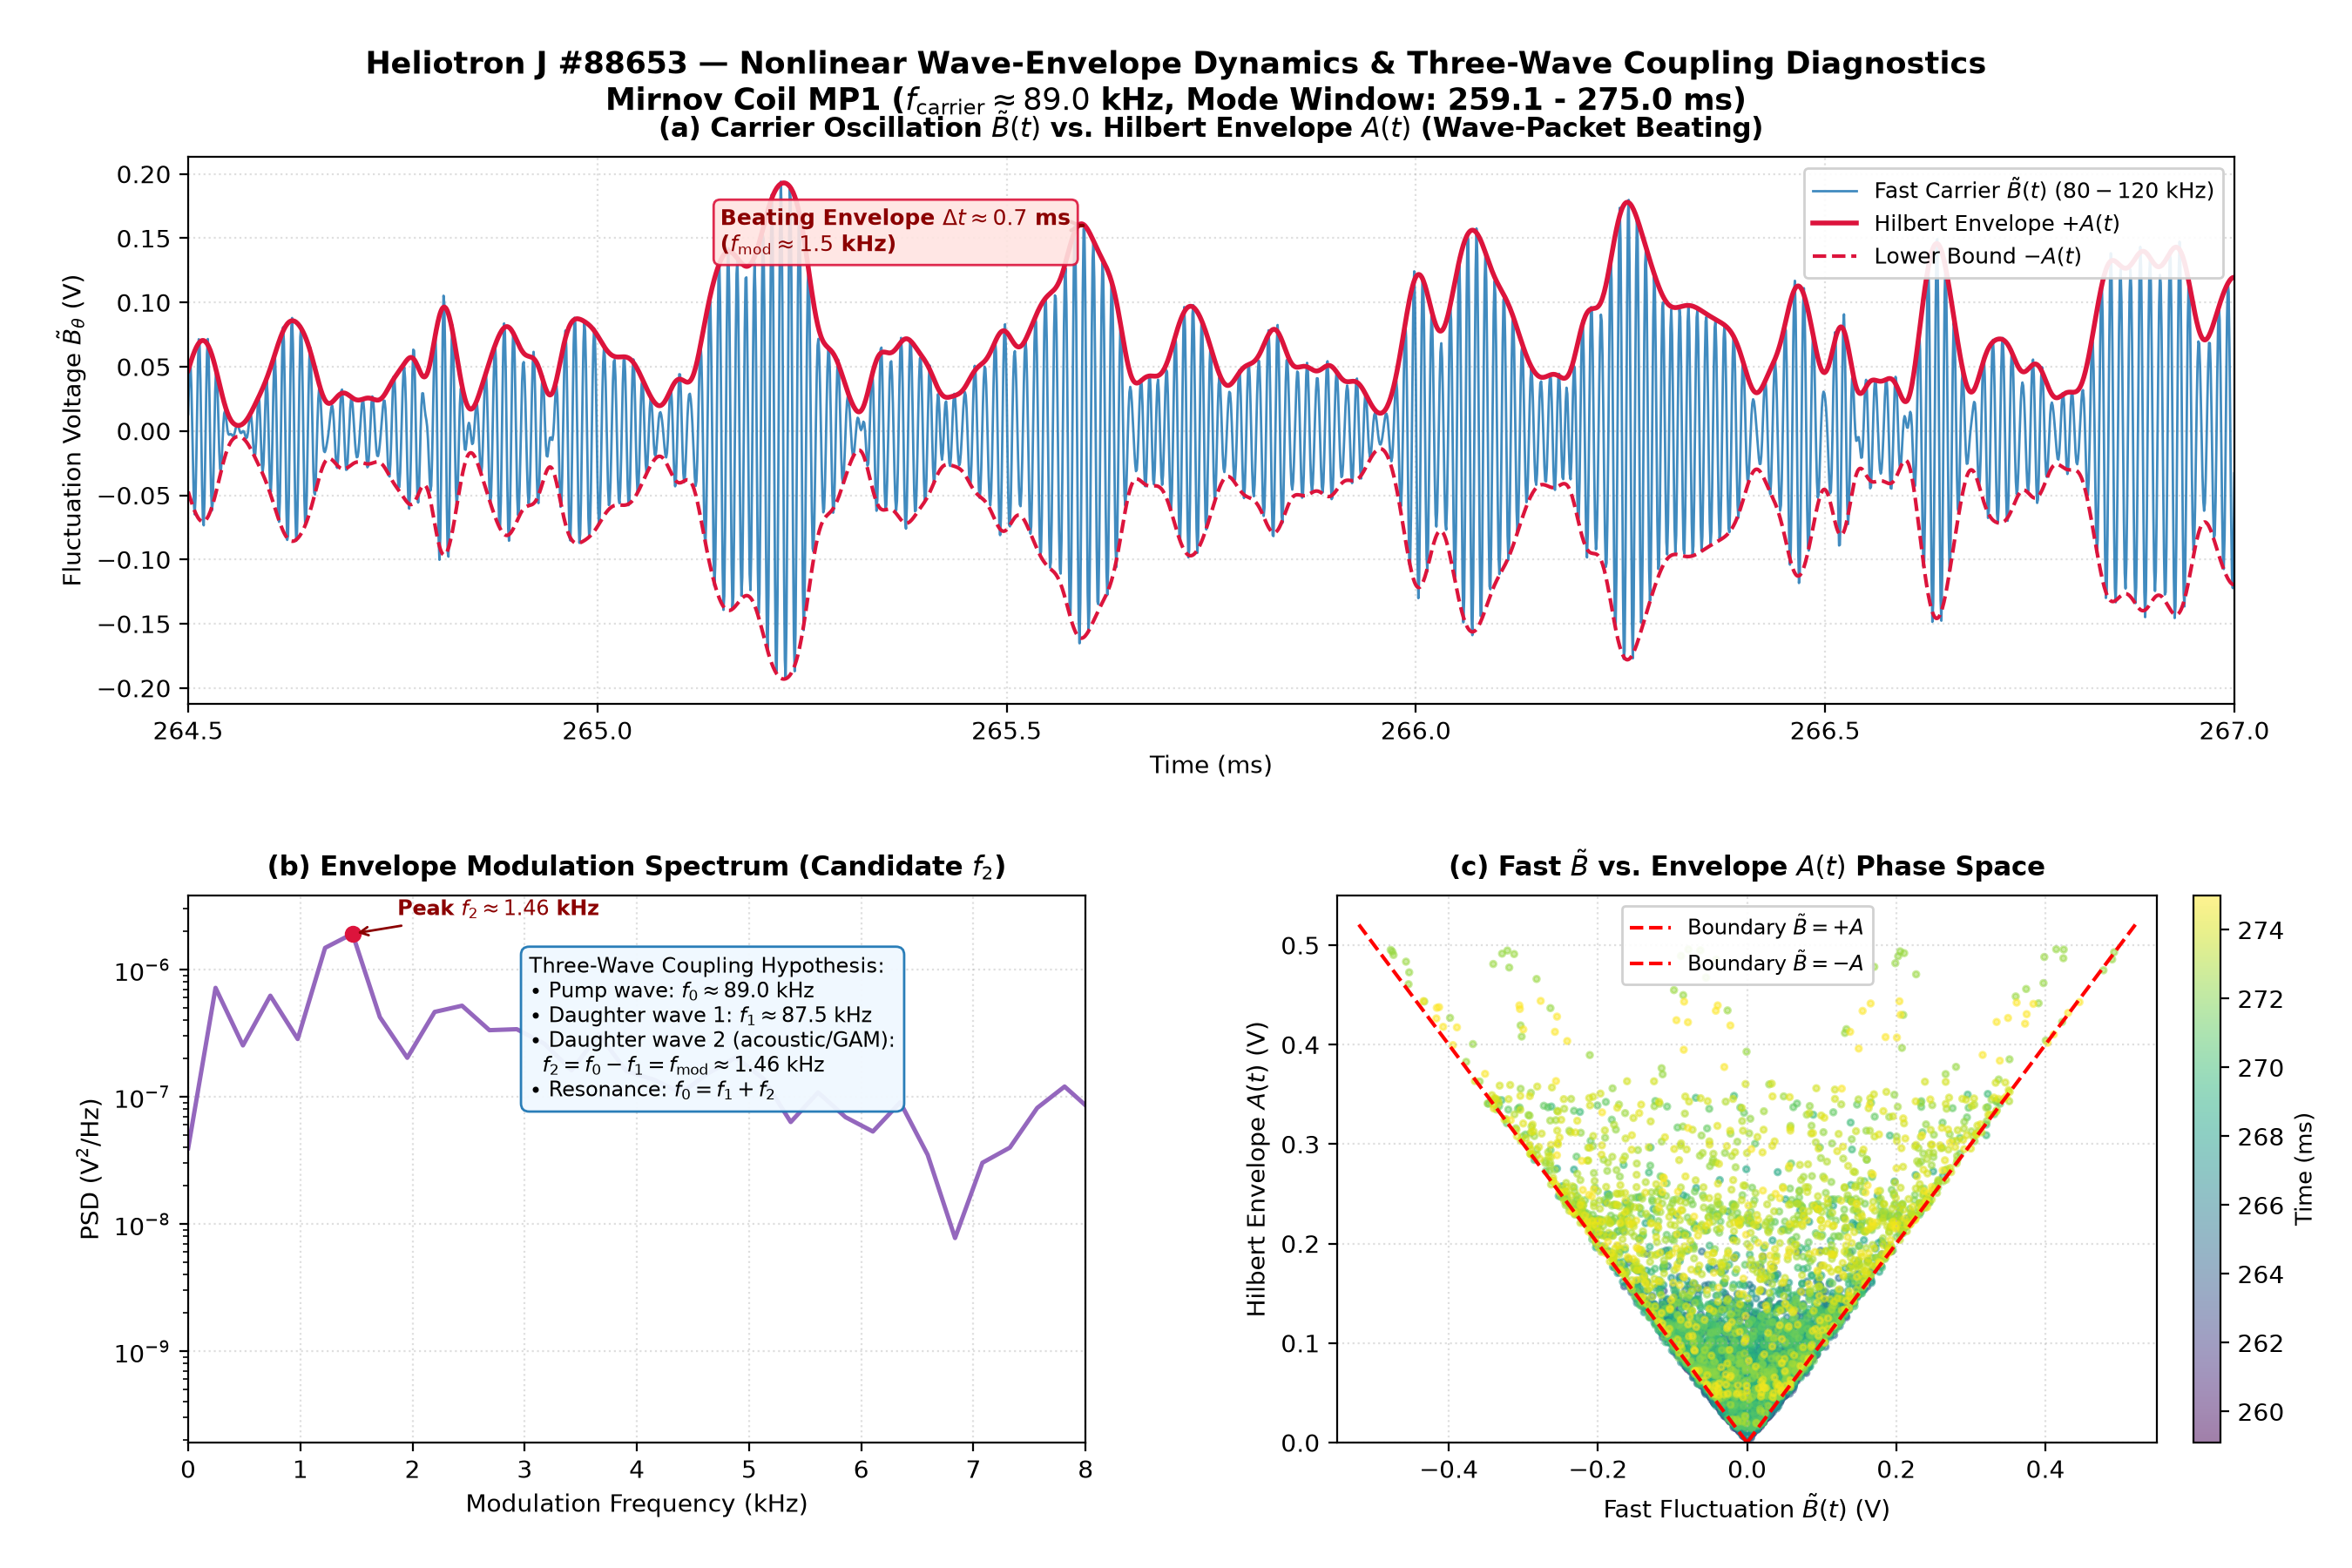 Heliotron J #88653 — Nonlinear Wave-Envelope Dynamics & Three-Wave Coupling Diagnostics
Mirnov Coil MP1 (f_carrier ≈ 89.0 kHz, Mode Window: 259.1 - 275.0 ms)
(a) Carrier Oscillation B̃(t) vs. Hilbert Envelope A(t) (Wave-Packet Beating)
Fluctuation Voltage B̃_θ (V)
0.20
0.15
0.10
0.05
0.00
−0.05
−0.10
−0.15
−0.20
Beating Envelope Δt ≈ 0.7 ms
(f_mod ≈ 1.5 kHz)
Fast Carrier B̃(t) (80 − 120 kHz)
Hilbert Envelope +A(t)
Lower Bound −A(t)
264.5 265.0 265.5 266.0 266.5 267.0
Time (ms)
(b) Envelope Modulation Spectrum (Candidate f₂)
PSD (V²/Hz)
10⁻⁶
10⁻⁷
10⁻⁸
10⁻⁹
Peak f₂ ≈ 1.46 kHz
Three-Wave Coupling Hypothesis:
• Pump wave: f₀ ≈ 89.0 kHz
• Daughter wave 1: f₁ ≈ 87.5 kHz
• Daughter wave 2 (acoustic/GAM):
f₂ = f₀ − f₁ = f_mod ≈ 1.46 kHz
• Resonance: f₀ = f₁ + f₂
0 1 2 3 4 5 6 7 8
Modulation Frequency (kHz)
(c) Fast B̃ vs. Envelope A(t) Phase Space
Hilbert Envelope A(t) (V)
0.5
0.4
0.3
0.2
0.1
0.0
Boundary B̃ = +A
Boundary B̃ = −A
−0.4 −0.2 0.0 0.2 0.4
Fast Fluctuation B̃(t) (V)
274
272
270
268
266
264
262
260
Time (ms)